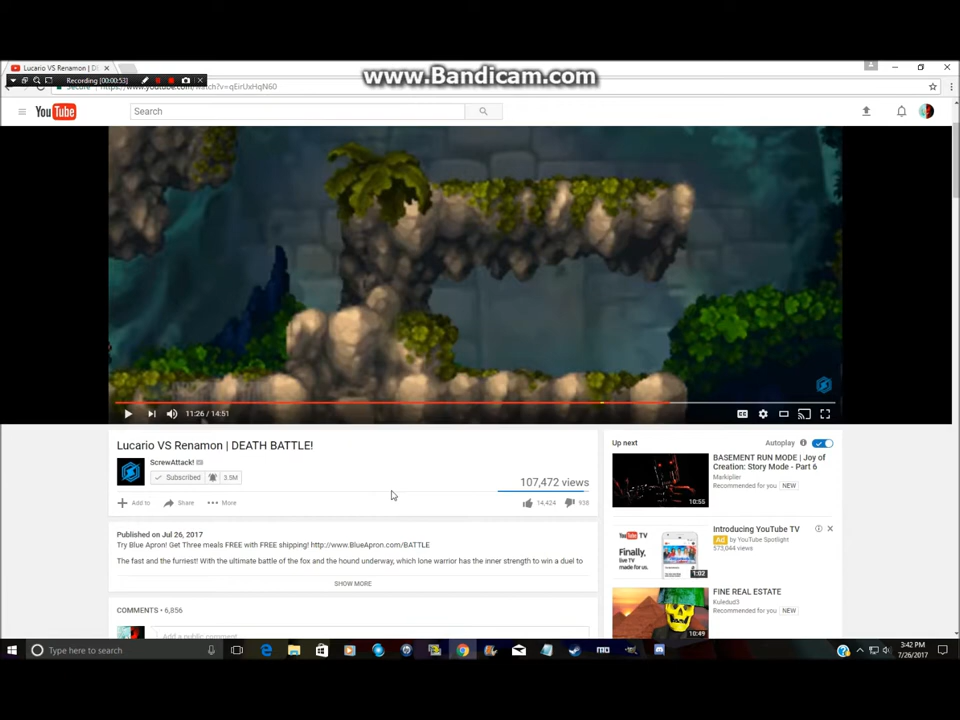 www.Bandicam.com
Lucario VS Renamon | D
Recording [00:00:53]
YouTube
Search
11:26 / 14:51
Lucario VS Renamon | DEATH BATTLE!
ScrewAttack!
Subscribed 3.5M
107,472 views
Add to Share More
14,424 938
Published on Jul 26, 2017
Try Blue Apron! Get Three meals FREE with FREE shipping! http://www.BlueApron.com/BATTLE
The fast and the furriest! With the ultimate battle of the fox and the hound underway, which lone warrior has the inner strength to win a duel to
SHOW MORE
COMMENTS • 6,856
Add a public comment...
Up next
Autoplay
BASEMENT RUN MODE | Joy of
Creation: Story Mode - Part 6
Markiplier
Recommended for you NEW
10:55
Introducing YouTube TV
Ad by YouTube Spotlight
573,044 views
YouTube TV
Finally,
live TV
made for
you.
1:02
FINE REAL ESTATE
Kuledud3
Recommended for you NEW
10:49
Type here to search
3:42 PM
7/26/2017